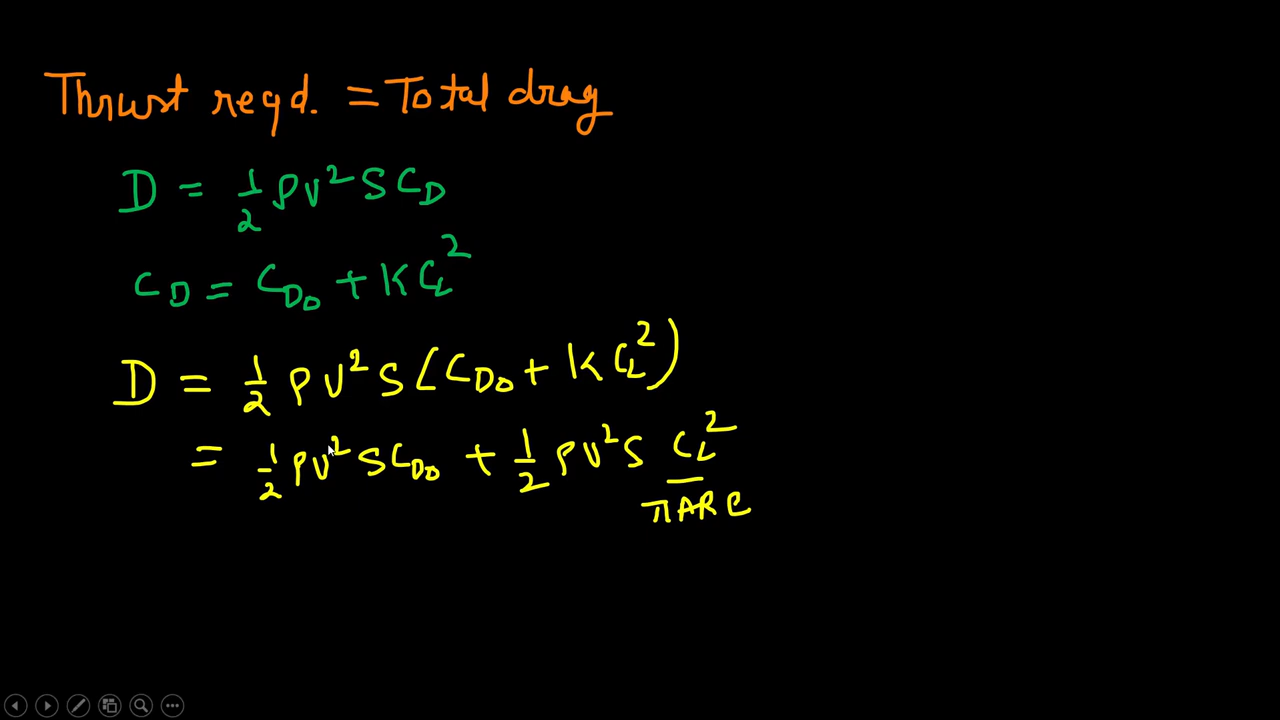 Thrust reqd. = Total drag
D = 1/2 ρV² S C_D
C_D = C_D₀ + K C_L²
D = 1/2 ρV² S (C_D₀ + K C_L²)
= 1/2 ρV² S C_D₀ + 1/2 ρV² S C_L²/πARe